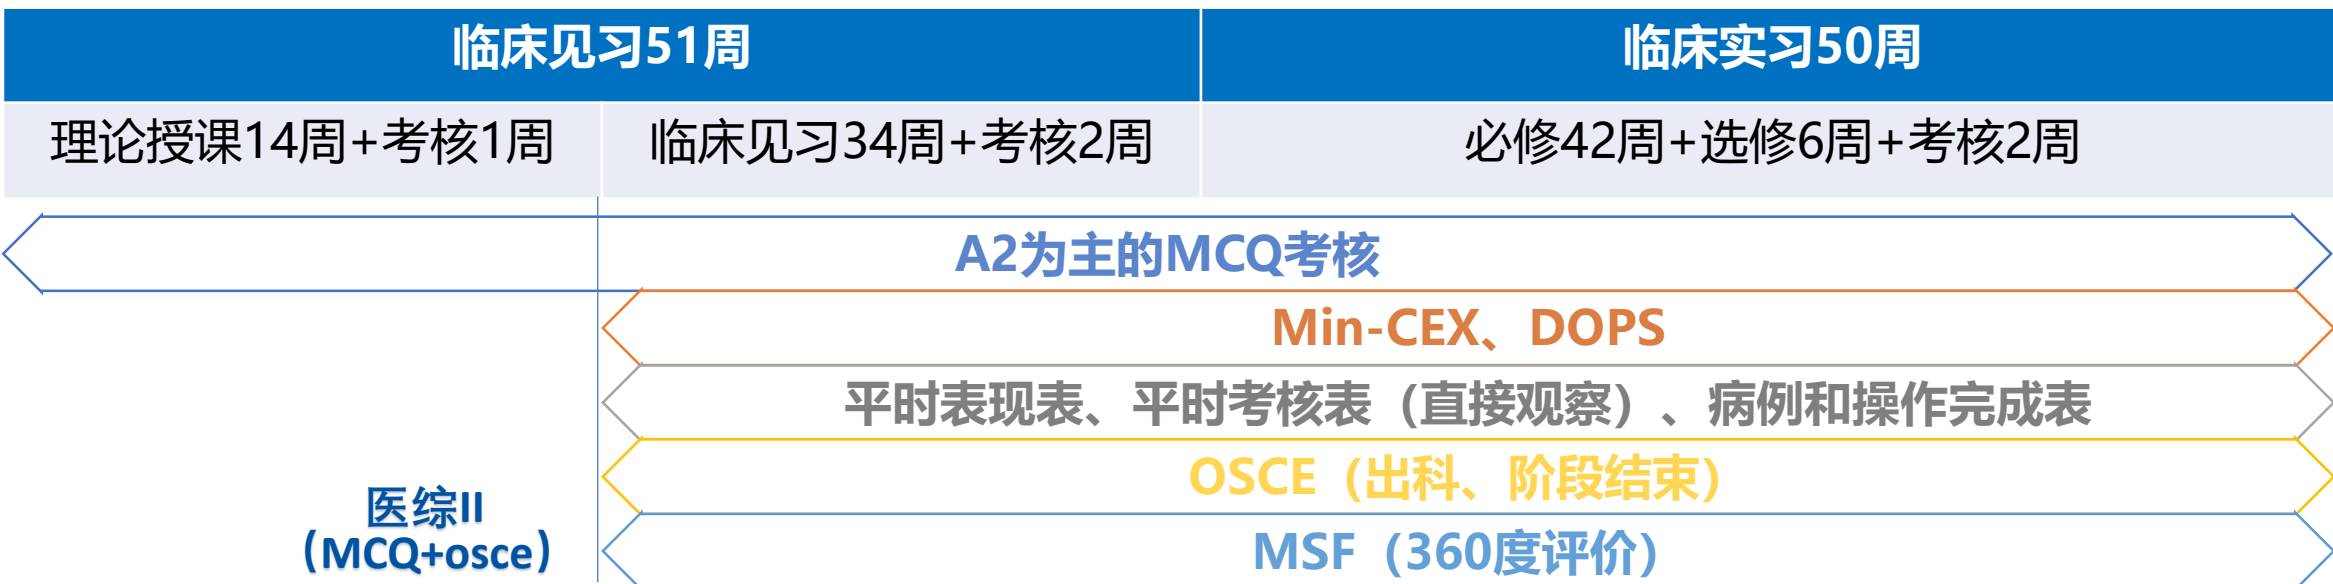 临床见习51周
临床实习50周
理论授课14周+考核1周
临床见习34周+考核2周
必修42周+选修6周+考核2周
A2为主的MCQ考核
Min-CEX、DOPS
平时表现表、平时考核表（直接观察）、病例和操作完成表
OSCE（出科、阶段结束）
医综II
（MCQ+osce）
MSF（360度评价）